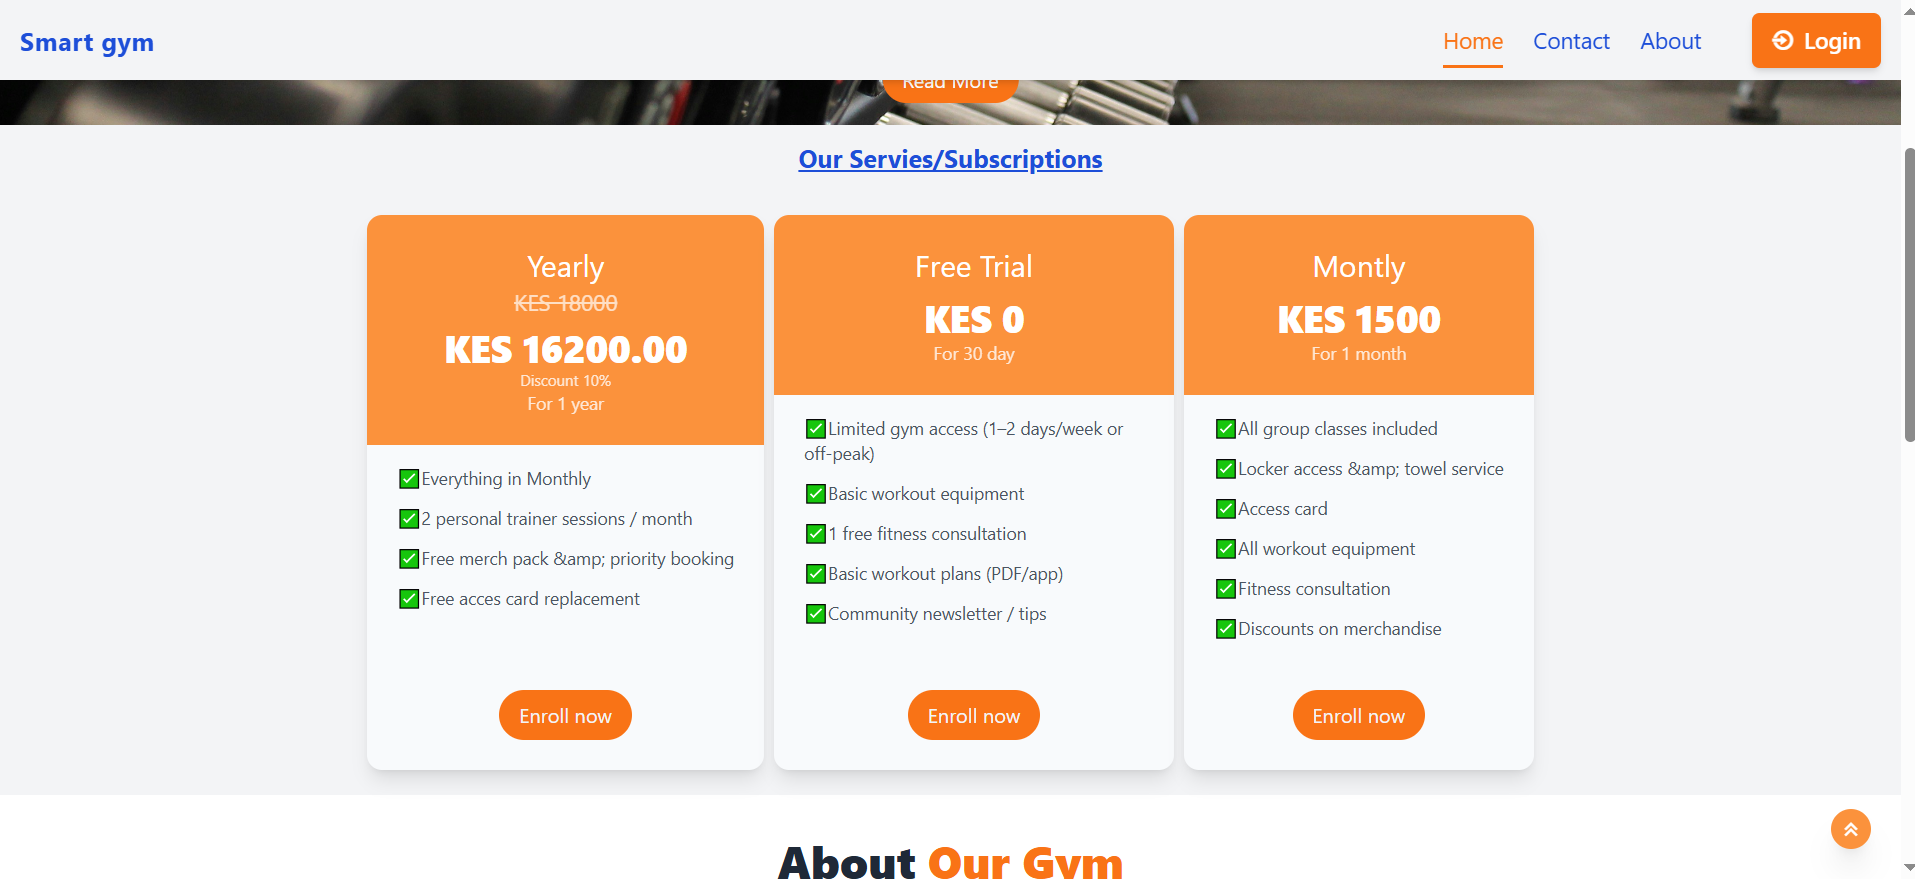 Smart gym
Home
Contact
About
Login
Read More
Our Servies/Subscriptions
Yearly
KES 18000
KES 16200.00
Discount 10%
For 1 year
Everything in Monthly
2 personal trainer sessions / month
Free merch pack &amp; priority booking
Free acces card replacement
Enroll now
Free Trial
KES 0
For 30 day
Limited gym access (1–2 days/week or
off-peak)
Basic workout equipment
1 free fitness consultation
Basic workout plans (PDF/app)
Community newsletter / tips
Enroll now
Montly
KES 1500
For 1 month
All group classes included
Locker access &amp; towel service
Access card
All workout equipment
Fitness consultation
Discounts on merchandise
Enroll now
About Our Gym